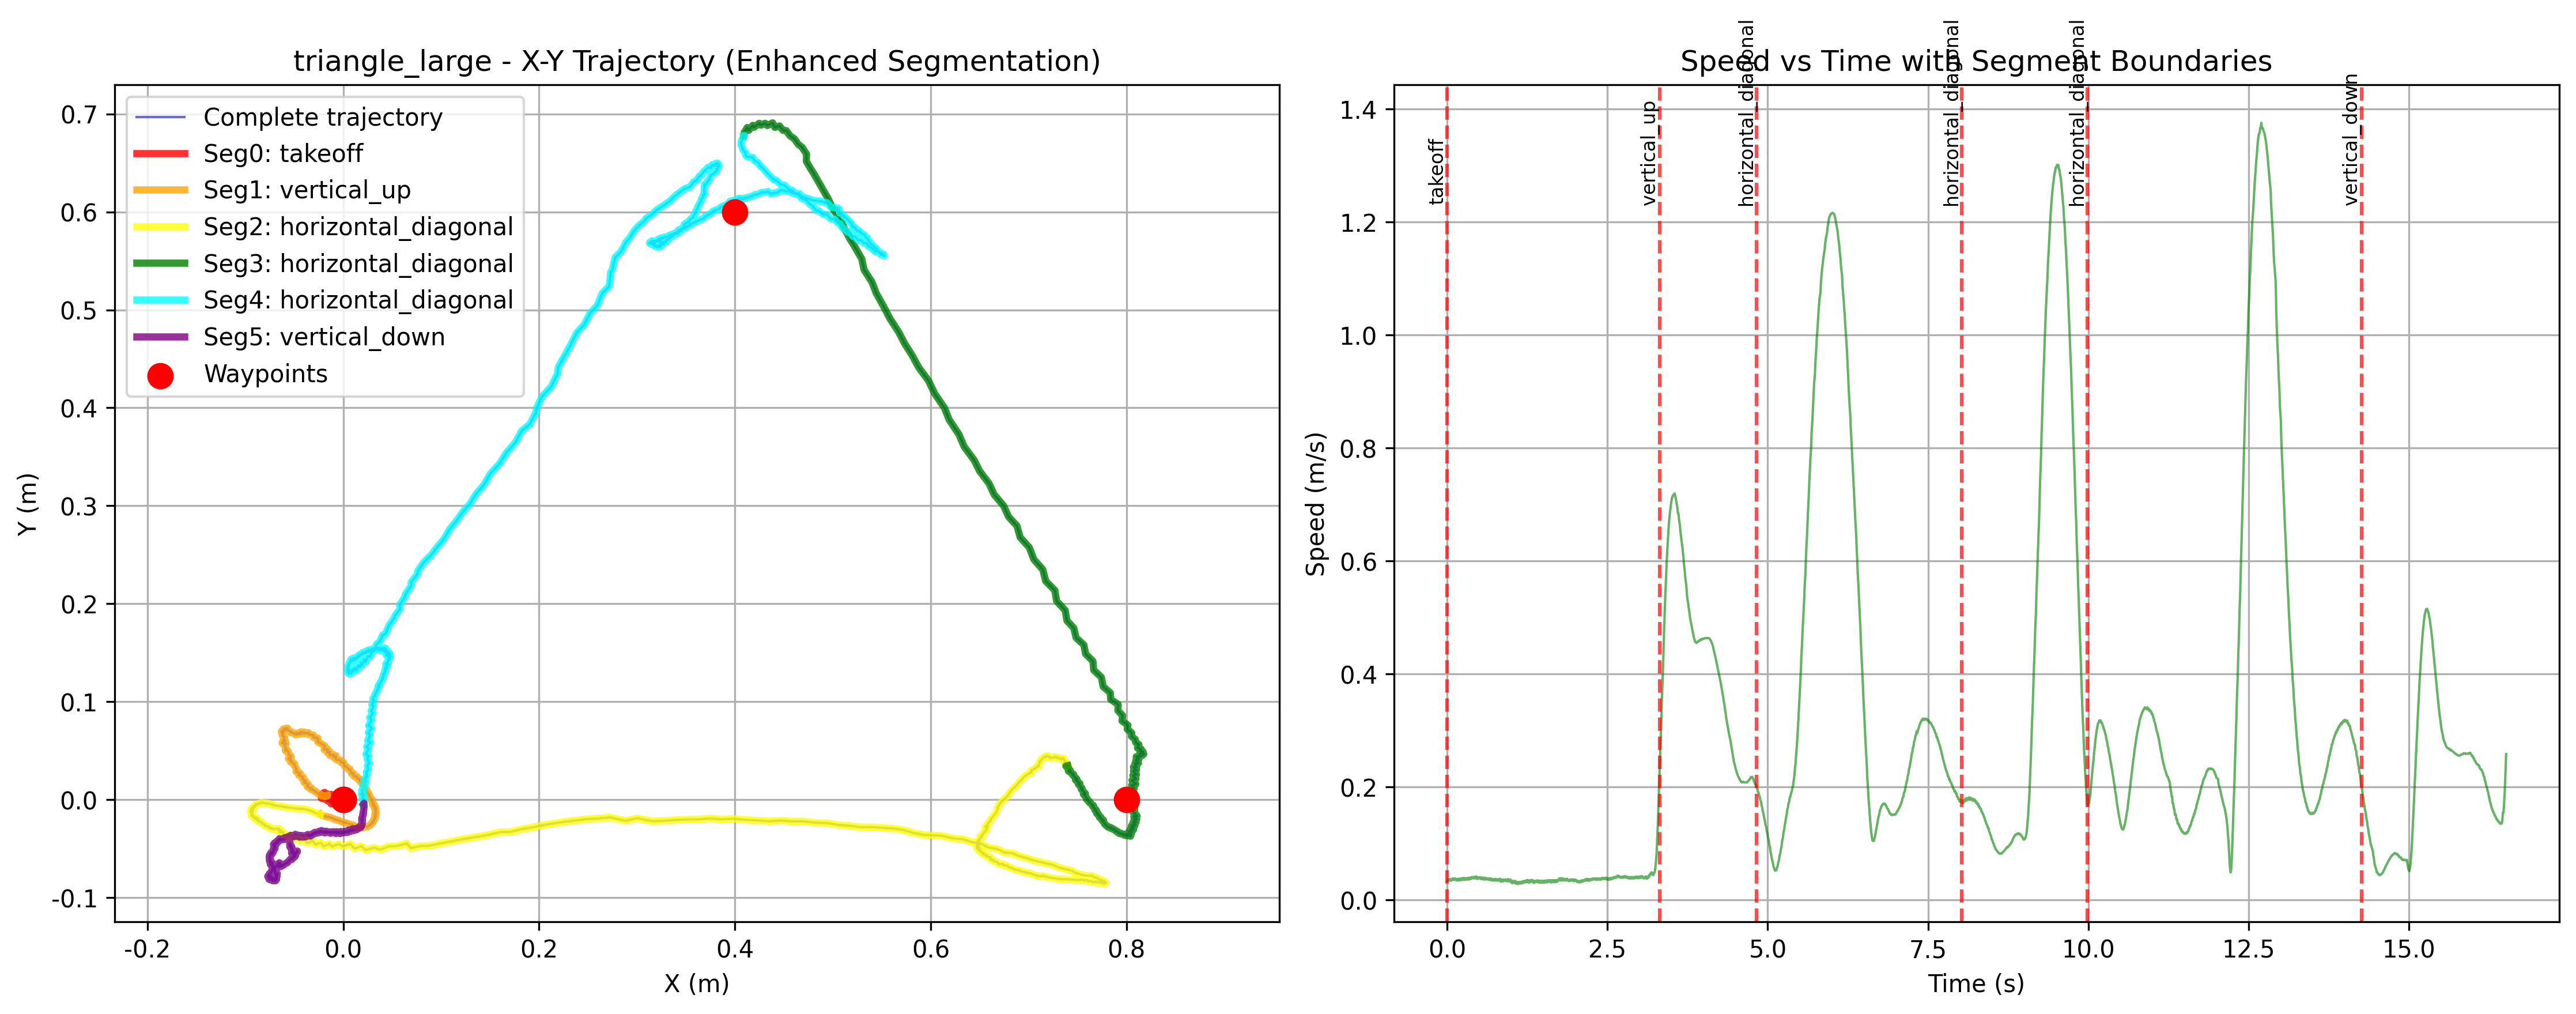 triangle_large - X-Y Trajectory (Enhanced Segmentation)
Complete trajectory
Seg0: takeoff
Seg1: vertical_up
Seg2: horizontal_diagonal
Seg3: horizontal_diagonal
Seg4: horizontal_diagonal
Seg5: vertical_down
Waypoints
0.7
0.6
0.5
0.4
0.3
0.2
0.1
0.0
-0.1
Y (m)
-0.2
0.0
0.2
0.4
0.6
0.8
X (m)
Speed vs Time with Segment Boundaries
takeoff
vertical_up
horizontal_diagonal
horizontal_diagonal
horizontal_diagonal
vertical_down
1.4
1.2
1.0
0.8
0.6
0.4
0.2
0.0
Speed (m/s)
0.0
2.5
5.0
7.5
10.0
12.5
15.0
Time (s)